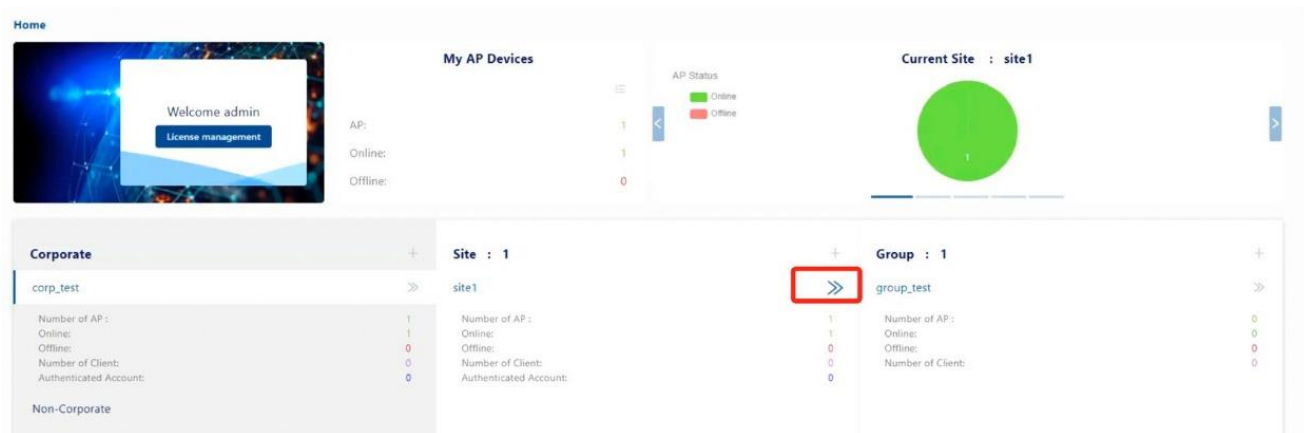 Home
Welcome admin
License management
My AP Devices
AP: 1
Online: 1
Offline: 0
Current Site : site1
AP Status
Online
Offline
<
1
>
Corporate +
corp_test
Number of AP : 1
Online: 1
Offline: 0
Number of Client: 0
Authenticated Account: 0
Non-Corporate
Site : 1 +
site1
Number of AP : 1
Online: 1
Offline: 0
Number of Client: 0
Authenticated Account: 0
Group : 1 +
group_test
Number of AP : 0
Online: 0
Offline: 0
Number of Client: 0